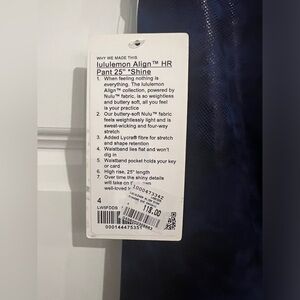 WHY WE MADE THIS
lululemon Align™ HR
Pant 25" *Shine
1. When feeling nothing is
everything. The lululemon
Align™ collection, powered by
Nulu™ fabric, is so weightless
and buttery soft, all you feel
is your practice
2. Our buttery-soft Nulu™ fabric
feels weightlessly light and is
sweat-wicking and four-way
stretch
3. Added Lycra® fibre for stretch
and shape retention
4. Waistband lies flat and won't
dig in
5. Waistband pocket holds your key
or card
6. High rise, 25" length
7. Over time the shiny details
will take on
well-loved
4
118.00